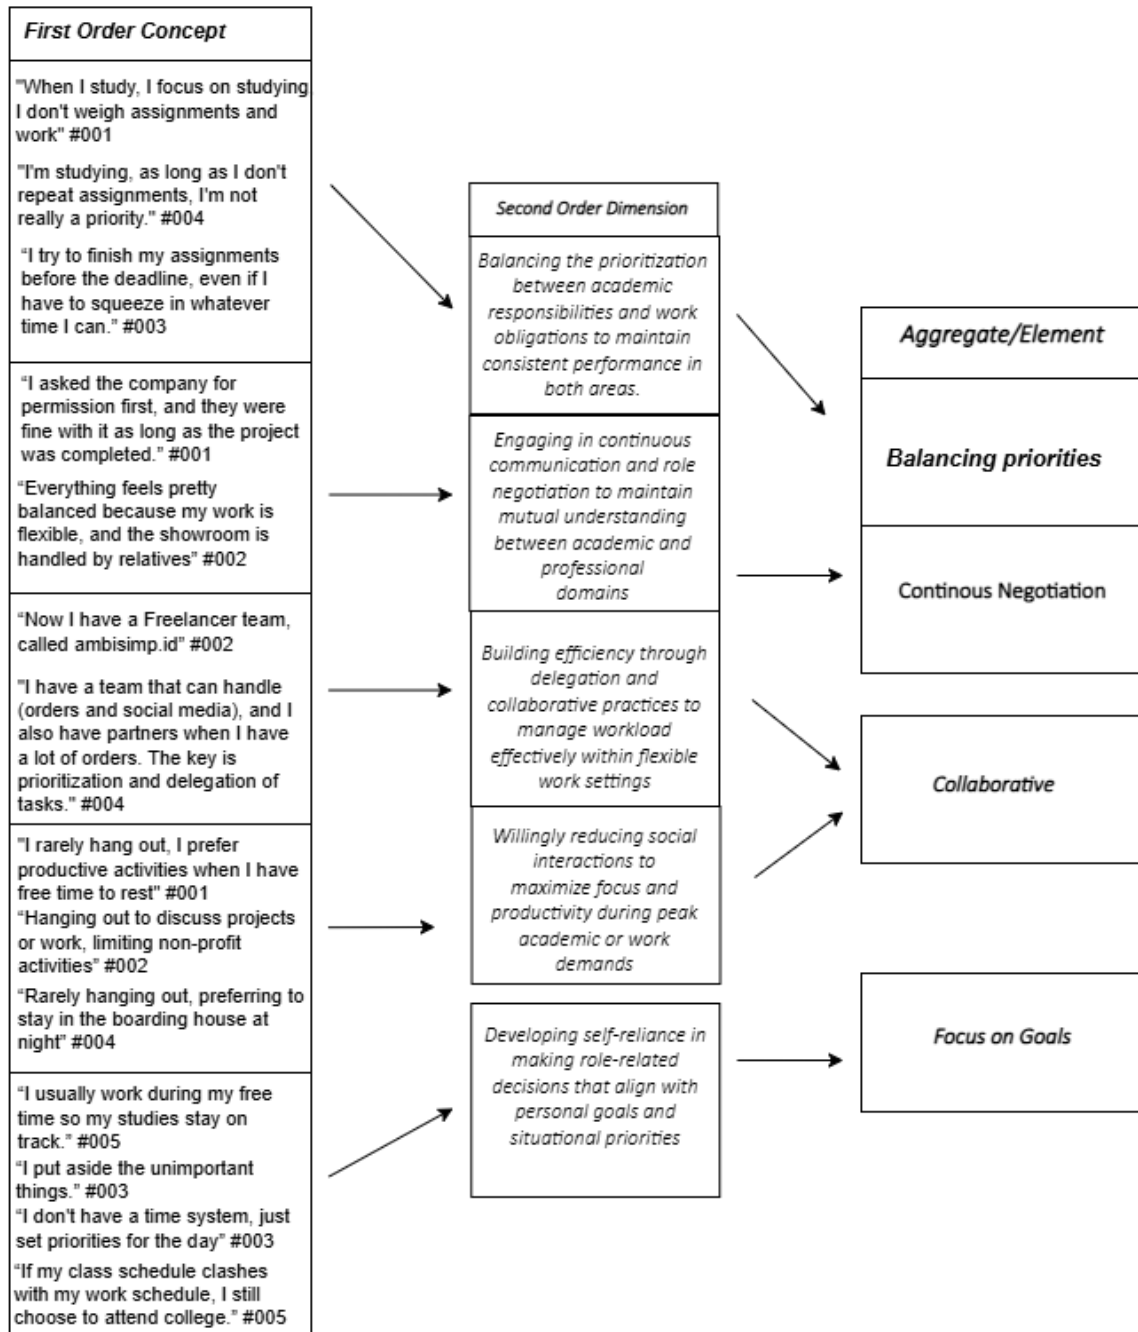 First Order Concept
"When I study, I focus on studying
I don't weigh assignments and
work" #001
"I'm studying, as long as I don't
repeat assignments, I'm not
really a priority." #004
“I try to finish my assignments
before the deadline, even if I
have to squeeze in whatever
time I can.” #003
“I asked the company for
permission first, and they were
fine with it as long as the project
was completed.” #001
“Everything feels pretty
balanced because my work is
flexible, and the showroom is
handled by relatives” #002
“Now I have a Freelancer team,
called ambisimp.id” #002
"I have a team that can handle
(orders and social media), and I
also have partners when I have
a lot of orders. The key is
prioritization and delegation of
tasks." #004
"I rarely hang out, I prefer
productive activities when I have
free time to rest" #001
“Hanging out to discuss projects
or work, limiting non-profit
activities” #002
“Rarely hanging out, preferring to
stay in the boarding house at
night” #004
“I usually work during my free
time so my studies stay on
track.” #005
“I put aside the unimportant
things.” #003
“I don't have a time system, just
set priorities for the day” #003
“If my class schedule clashes
with my work schedule, I still
choose to attend college.” #005
Second Order Dimension
Balancing the prioritization
between academic
responsibilities and work
obligations to maintain
consistent performance in
both areas.
Engaging in continuous
communication and role
negotiation to maintain
mutual understanding
between academic and
professional
domains
Building efficiency through
delegation and
collaborative practices to
manage workload
effectively within flexible
work settings
Willingly reducing social
interactions to
maximize focus and
productivity during peak
academic or work
demands
Developing self-reliance in
making role-related
decisions that align with
personal goals and
situational priorities
Aggregate/Element
Balancing priorities
Continous Negotiation
Collaborative
Focus on Goals